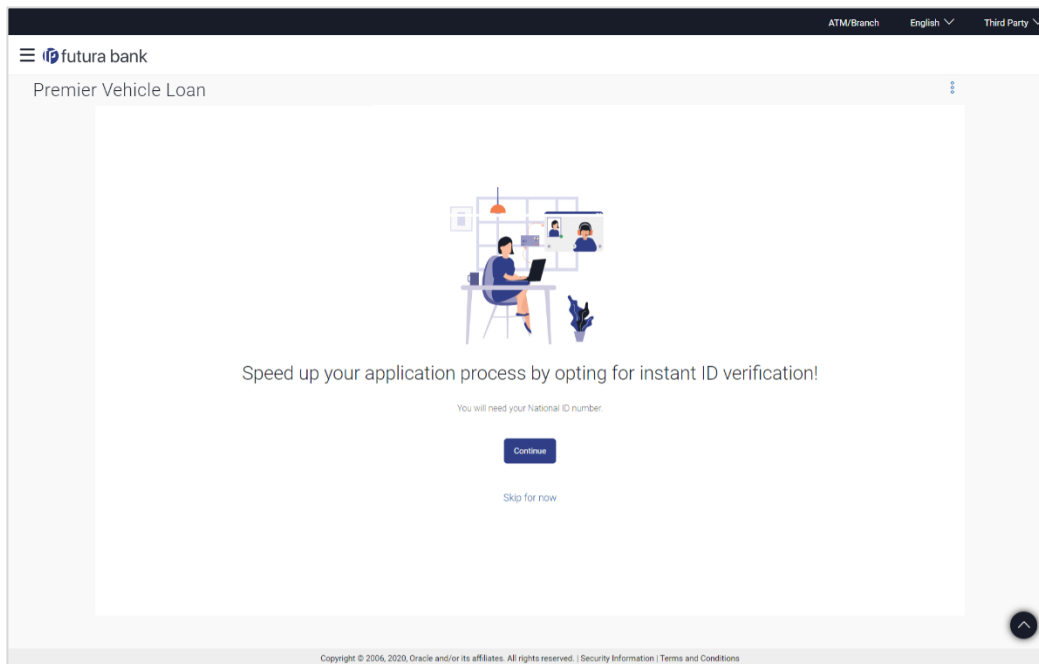 ATM/Branch English Third Party
futura bank
Premier Vehicle Loan
Speed up your application process by opting for instant ID verification!
You will need your National ID number.
Continue
Skip for now
Copyright © 2006, 2020, Oracle and/or its affiliates. All rights reserved. | Security Information | Terms and Conditions